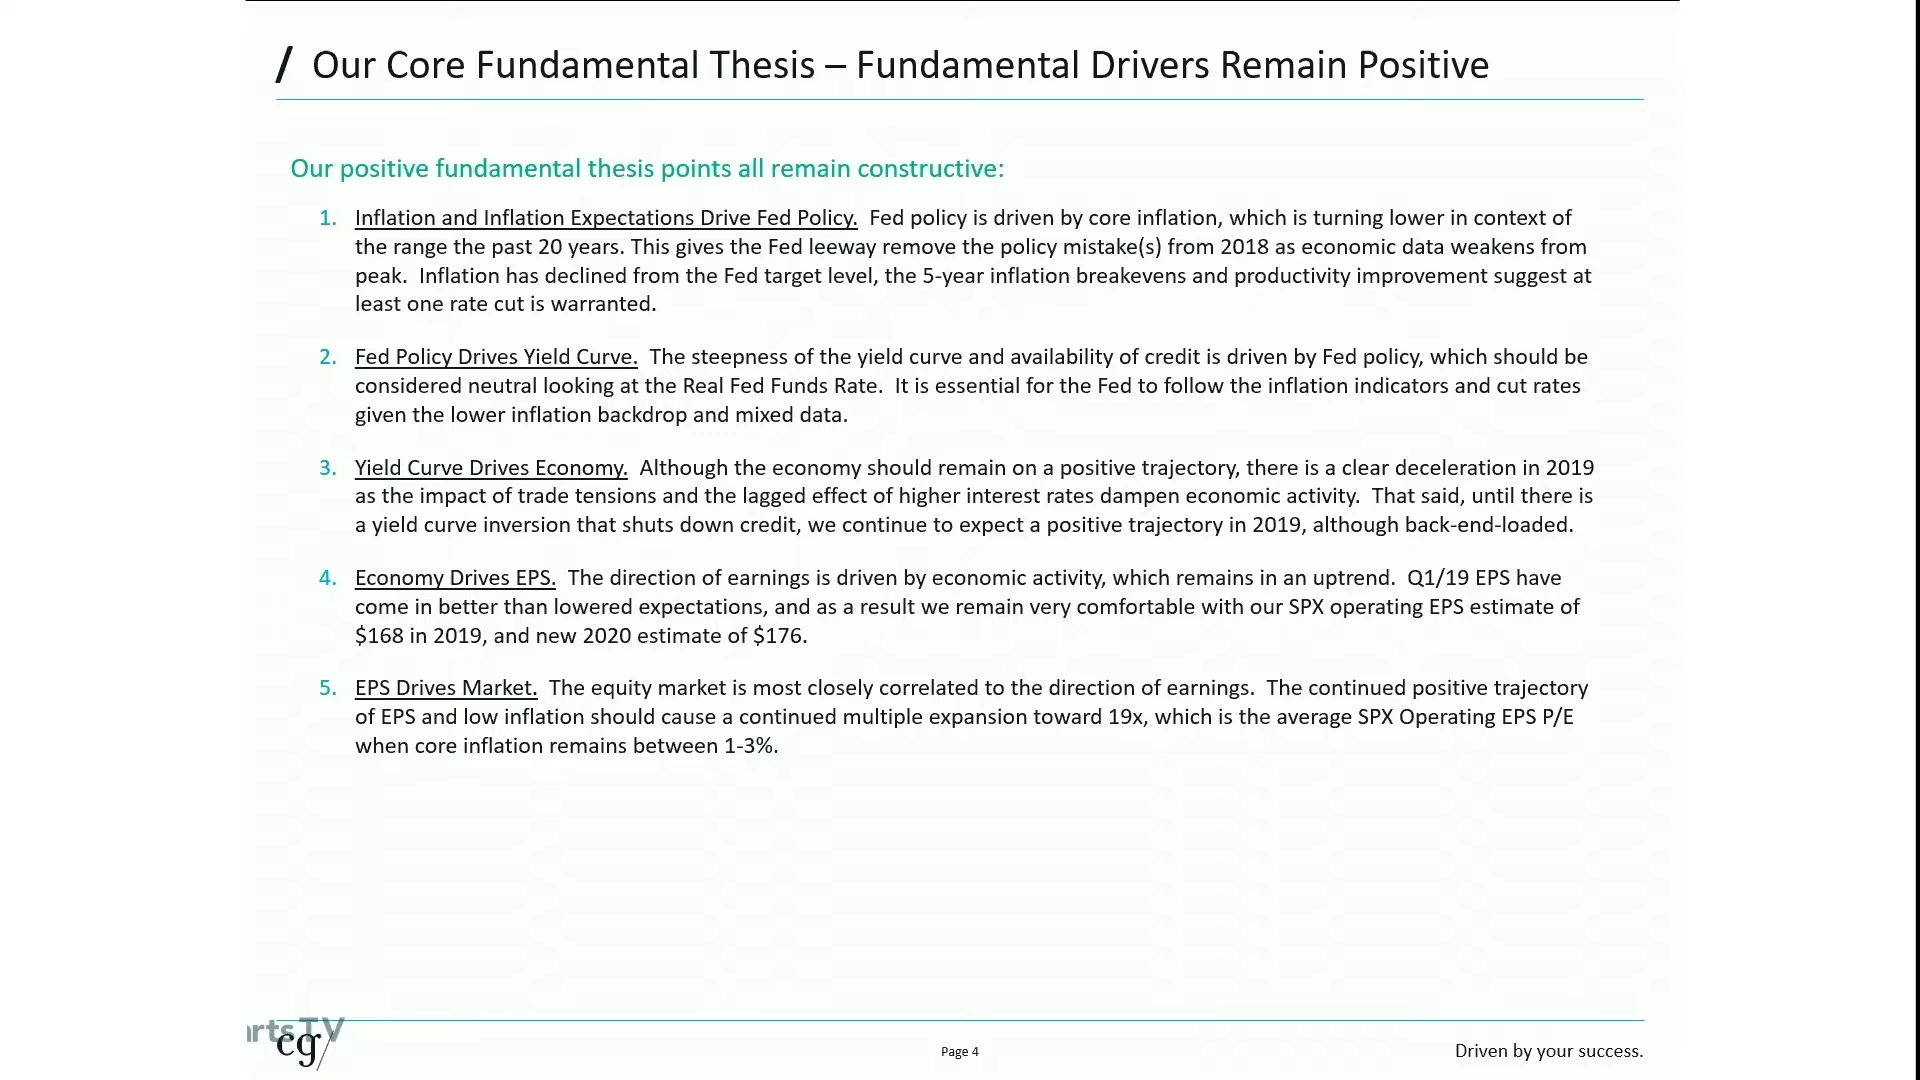 / Our Core Fundamental Thesis – Fundamental Drivers Remain Positive
Our positive fundamental thesis points all remain constructive:
1. Inflation and Inflation Expectations Drive Fed Policy. Fed policy is driven by core inflation, which is turning lower in context of
the range the past 20 years. This gives the Fed leeway remove the policy mistake(s) from 2018 as economic data weakens from
peak. Inflation has declined from the Fed target level, the 5-year inflation breakevens and productivity improvement suggest at
least one rate cut is warranted.
2. Fed Policy Drives Yield Curve. The steepness of the yield curve and availability of credit is driven by Fed policy, which should be
considered neutral looking at the Real Fed Funds Rate. It is essential for the Fed to follow the inflation indicators and cut rates
given the lower inflation backdrop and mixed data.
3. Yield Curve Drives Economy. Although the economy should remain on a positive trajectory, there is a clear deceleration in 2019
as the impact of trade tensions and the lagged effect of higher interest rates dampen economic activity. That said, until there is
a yield curve inversion that shuts down credit, we continue to expect a positive trajectory in 2019, although back-end-loaded.
4. Economy Drives EPS. The direction of earnings is driven by economic activity, which remains in an uptrend. Q1/19 EPS have
come in better than lowered expectations, and as a result we remain very comfortable with our SPX operating EPS estimate of
$168 in 2019, and new 2020 estimate of $176.
5. EPS Drives Market. The equity market is most closely correlated to the direction of earnings. The continued positive trajectory
of EPS and low inflation should cause a continued multiple expansion toward 19x, which is the average SPX Operating EPS P/E
when core inflation remains between 1-3%.
artsTV
cg/
Page 4
Driven by your success.